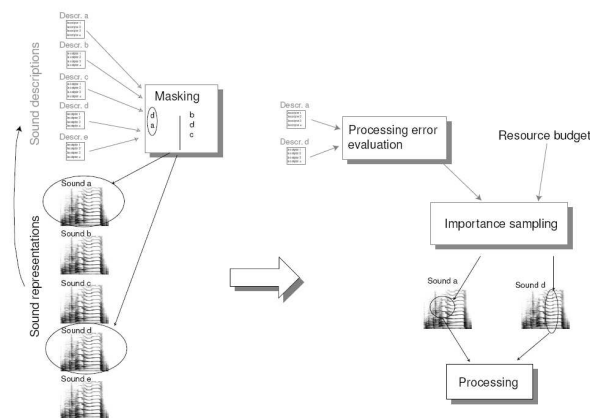 Descr. a
Descr. b
Descr. c
Descr. d
Descr. e
Sound descriptions
Masking
d
a
b
d
c
Sound representations
Sound a
Sound b
Sound c
Sound d
Sound e
Descr. a
Descr. d
Processing error
evaluation
Resource budget
Importance sampling
Sound a
Sound d
Processing